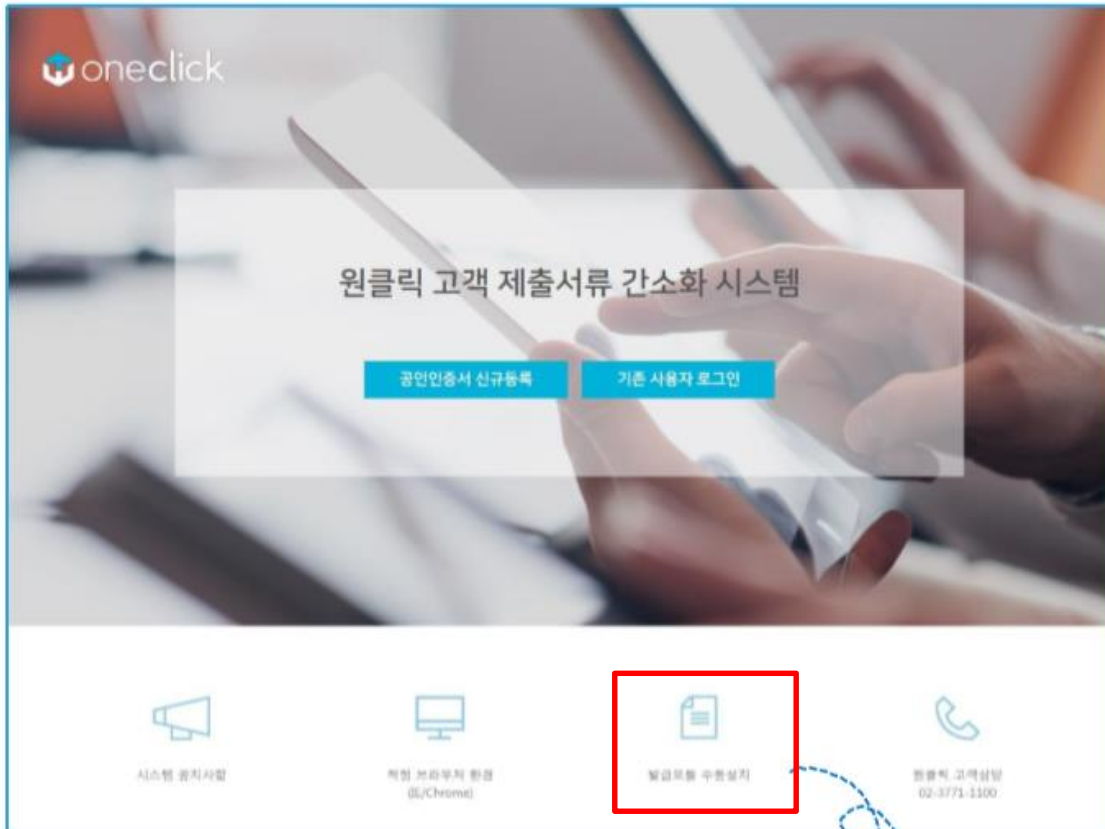 oneclick
원클릭 고객 제출서류 간소화 시스템
공인인증서 신규등록
기존 사용자 로그인
시스템 공지사항
적험 브라우저 환경
(IE/Chrome)
발급모듈 수동설치
원클릭 고객상담
02-3771-1100